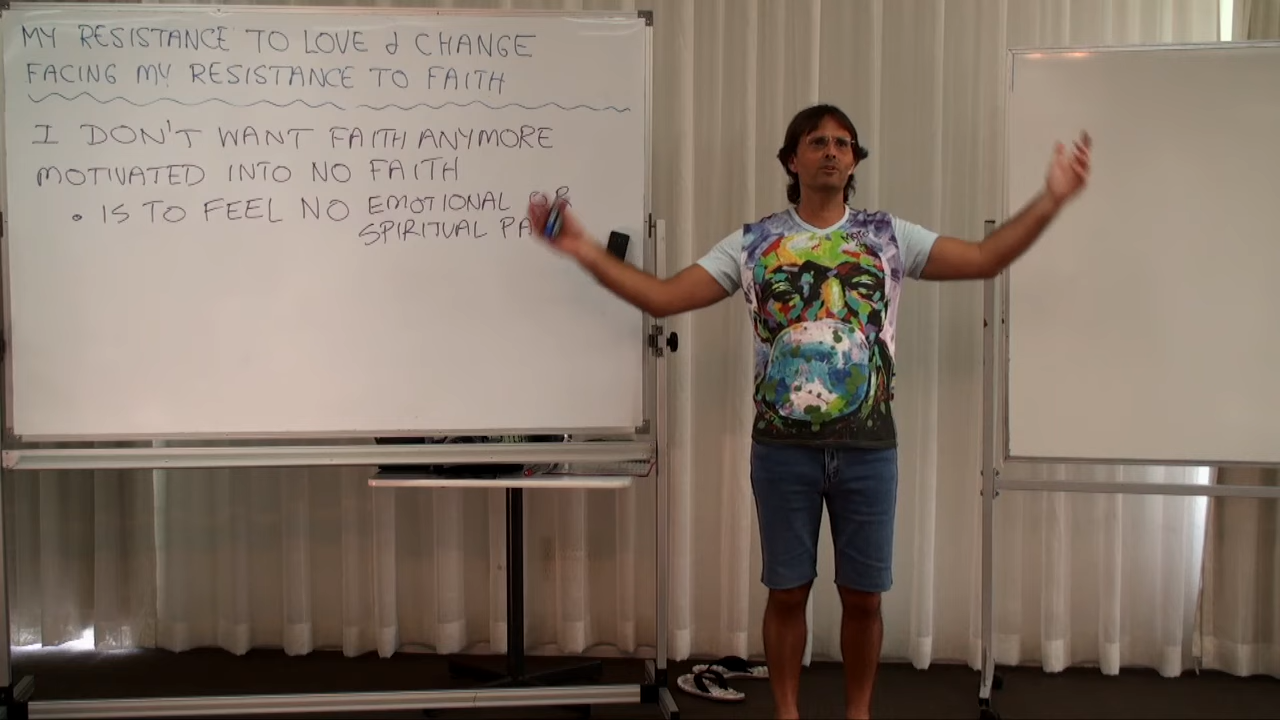 MY RESISTANCE TO LOVE & CHANGE
FACING MY RESISTANCE TO FAITH
I DON'T WANT FAITH ANYMORE
MOTIVATED INTO NO FAITH
• IS TO FEEL NO EMOTIONAL OR
SPIRITUAL